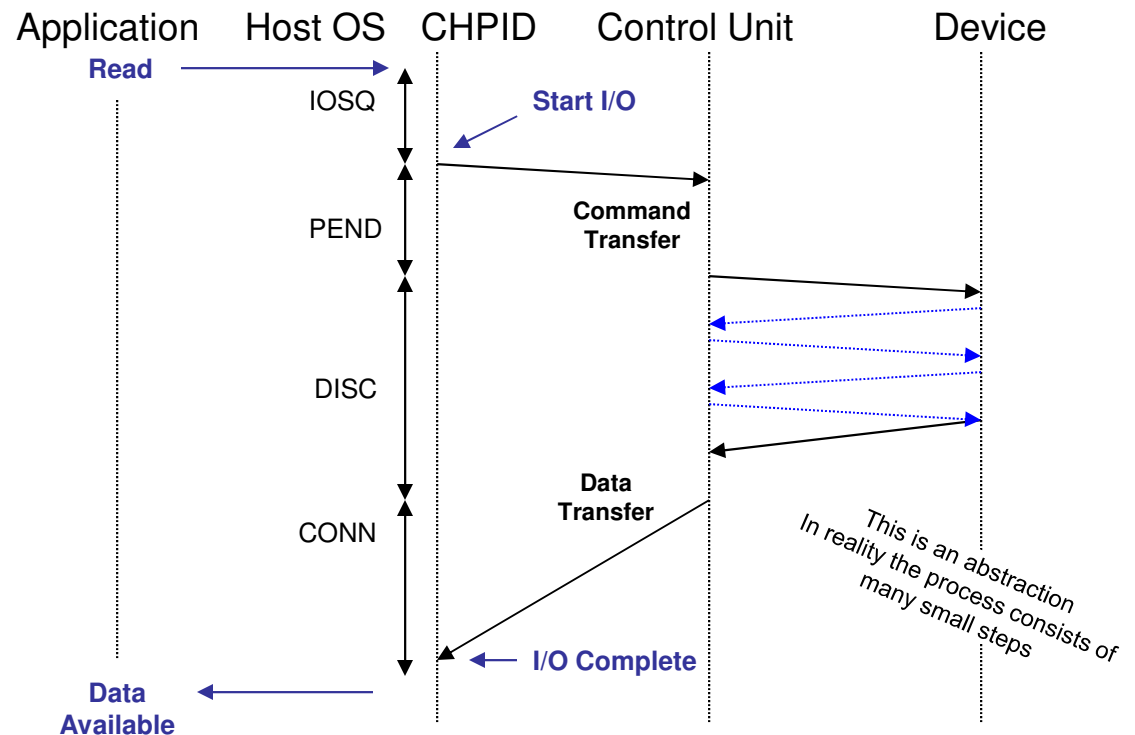 Application Host OS CHPID Control Unit Device
Read
IOSQ
Start I/O
PEND
Command
Transfer
DISC
Data
Transfer
CONN
This is an abstraction
In reality the process consists of
many small steps
I/O Complete
Data
Available